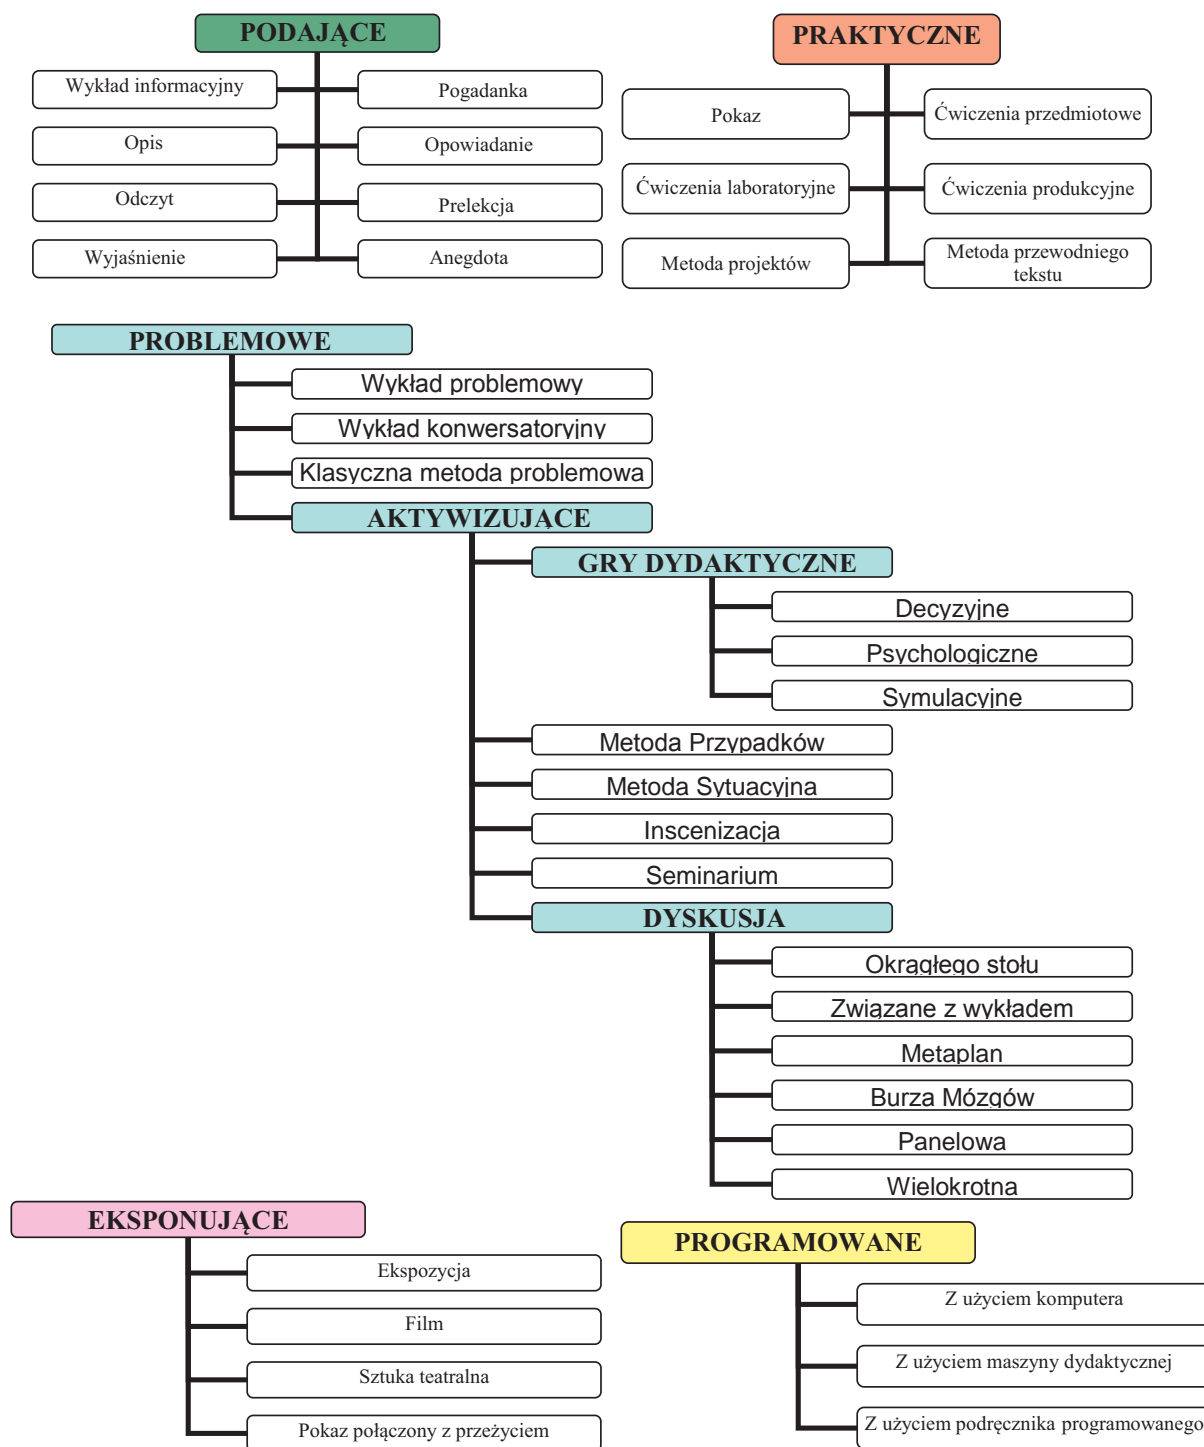 PODAJĄCE
Wykład informacyjny
Pogadanka
Opis
Opowiadanie
Odczyt
Prelekcja
Wyjaśnienie
Anegdota
PRAKTYCZNE
Pokaz
Ćwiczenia przedmiotowe
Ćwiczenia laboratoryjne
Ćwiczenia produkcyjne
Metoda projektów
Metoda przewodniego
tekstu
PROBLEMOWE
Wykład problemowy
Wykład konwersatoryjny
Klasyczna metoda problemowa
AKTYWIZUJĄCE
GRY DYDAKTYCZNE
Decyzyjne
Psychologiczne
Symulacyjne
Metoda Przypadków
Metoda Sytuacyjna
Inscenizacja
Seminarium
DYSKUSJA
Okrągłego stołu
Związane z wykładem
Metaplan
Burza Mózgów
Panelowa
Wielokrotna
EKSPONUJĄCE
Ekspozycja
Film
Sztuka teatralna
Pokaz połączony z przeżyciem
PROGRAMOWANE
Z użyciem komputera
Z użyciem maszyny dydaktycznej
Z użyciem podręcznika programowanego